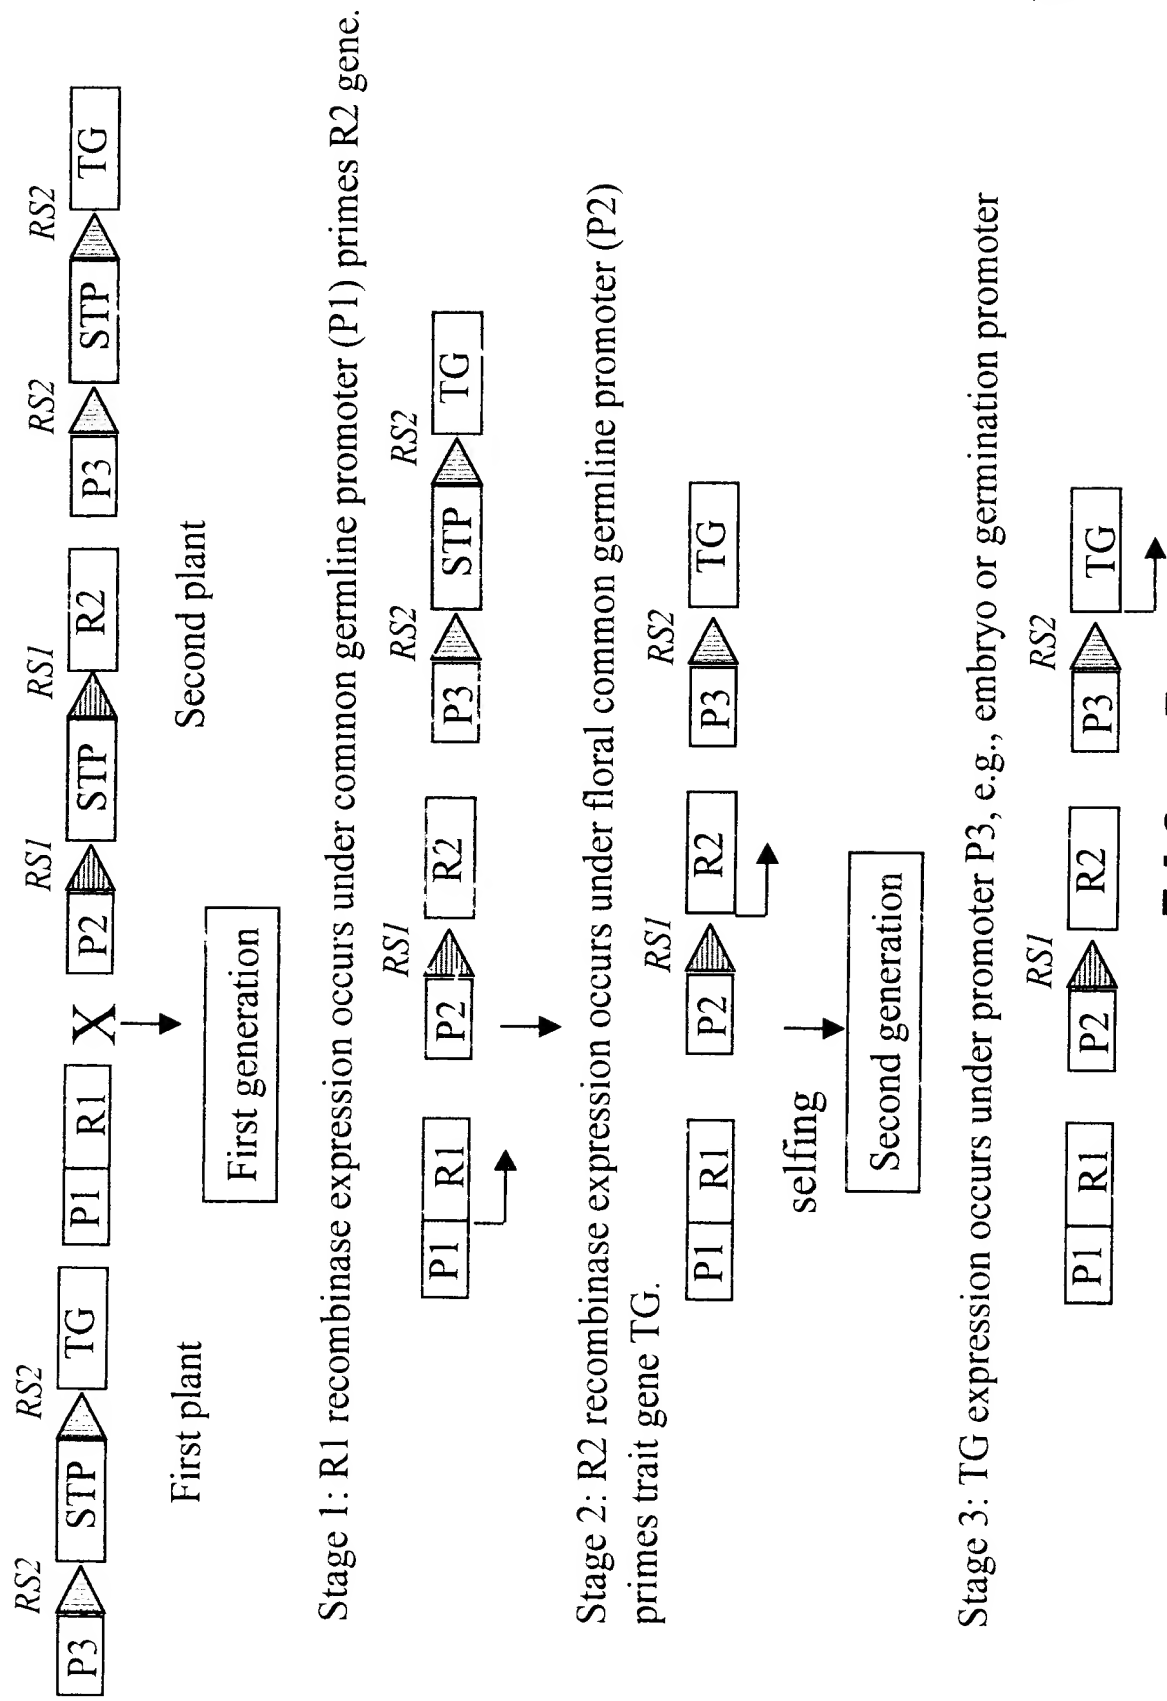 RS2 RS2 RS1 RS1 RS2 RS2
P3 STP TG P1 R1 X P2 STP R2 P3 STP TG
First plant Second plant
First generation
Stage 1: R1 recombinase expression occurs under common germline promoter (P1) primes R2 gene.
RS1 RS2 RS2
P1 R1 P2 R2 P3 STP TG
Stage 2: R2 recombinase expression occurs under floral common germline promoter (P2)
primes trait gene TG.
RS1 RS2
P1 R1 P2 R2 P3 TG
selfing
Second generation
Stage 3: TG expression occurs under promoter P3, e.g., embryo or germination promoter
RS1 RS2
P1 R1 P2 R2 P3 TG